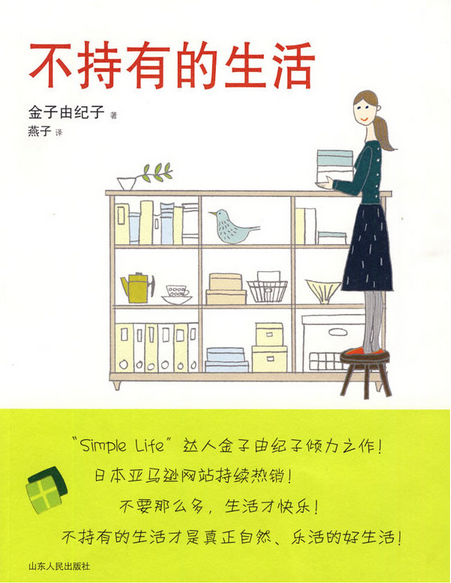 不持有的生活
金子由纪子 著
燕子 译
“Simple Life”达人金子由纪子倾力之作！
日本亚马逊网站持续热销！
不要那么多，生活才快乐！
不持有的生活才是真正自然、乐活的好生活！
山东人民出版社